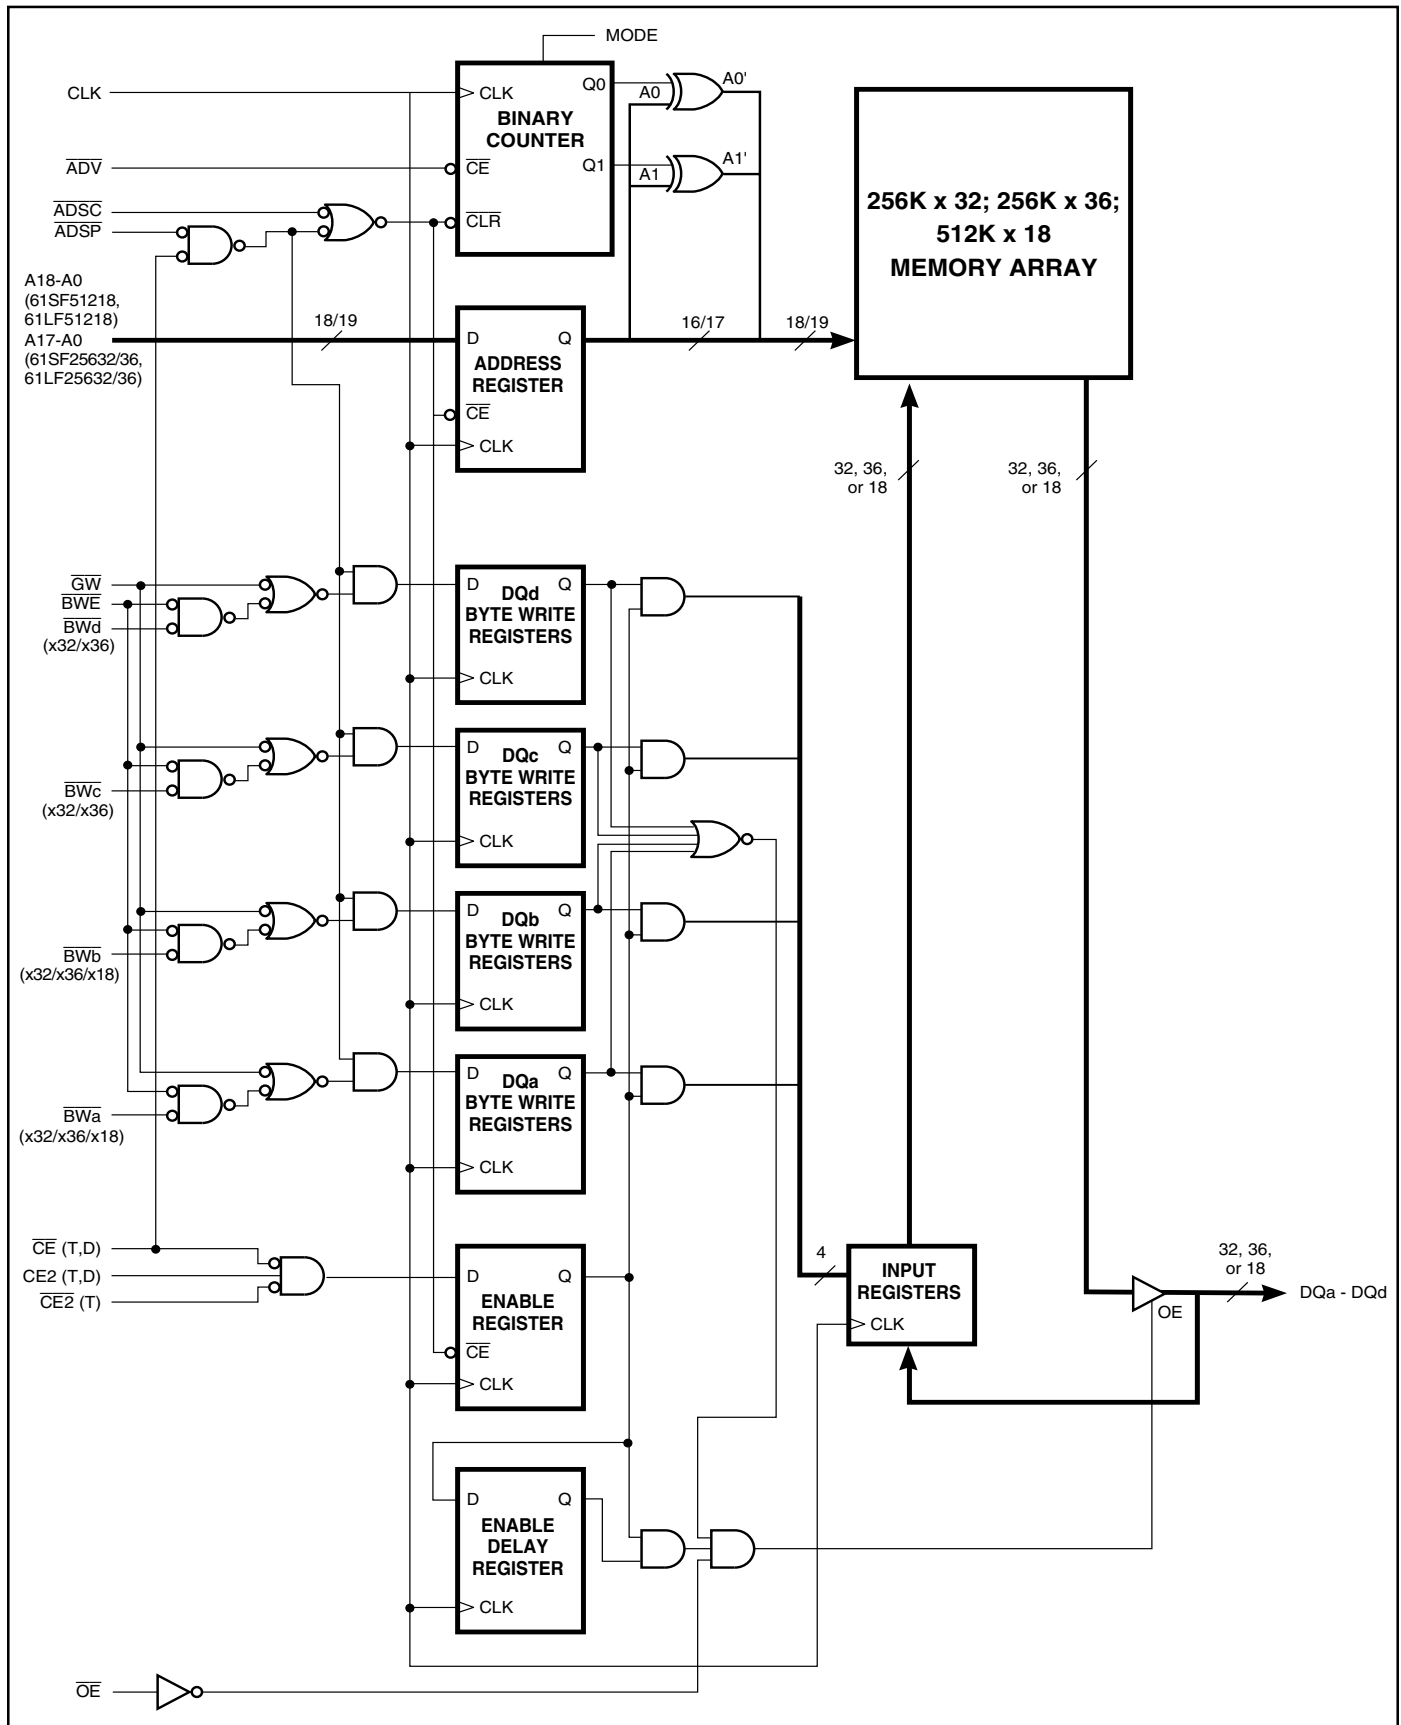 MODE
CLK
CLK
BINARY
COUNTER
Q0
A0
A0'
ADV
CE
Q1
A1
A1'
ADSC
ADSP
CLR
256K x 32; 256K x 36;
512K x 18
MEMORY ARRAY
A18-A0
(61SF51218,
61LF51218)
A17-A0
(61SF25632/36,
61LF25632/36)
18/19
D
Q
ADDRESS
REGISTER
CE
CLK
16/17
18/19
32, 36,
or 18
32, 36,
or 18
GW
BWE
BWd
(x32/x36)
D
DQd
Q
BYTE WRITE
REGISTERS
CLK
BWc
(x32/x36)
D
DQc
Q
BYTE WRITE
REGISTERS
CLK
BWb
(x32/x36/x18)
D
DQb
Q
BYTE WRITE
REGISTERS
CLK
BWa
(x32/x36/x18)
D
DQa
Q
BYTE WRITE
REGISTERS
CLK
CE (T,D)
CE2 (T,D)
CE2 (T)
D
Q
ENABLE
REGISTER
CE
CLK
4
INPUT
REGISTERS
CLK
32, 36,
or 18
OE
DQa - DQd
D
Q
ENABLE
DELAY
REGISTER
CLK
OE